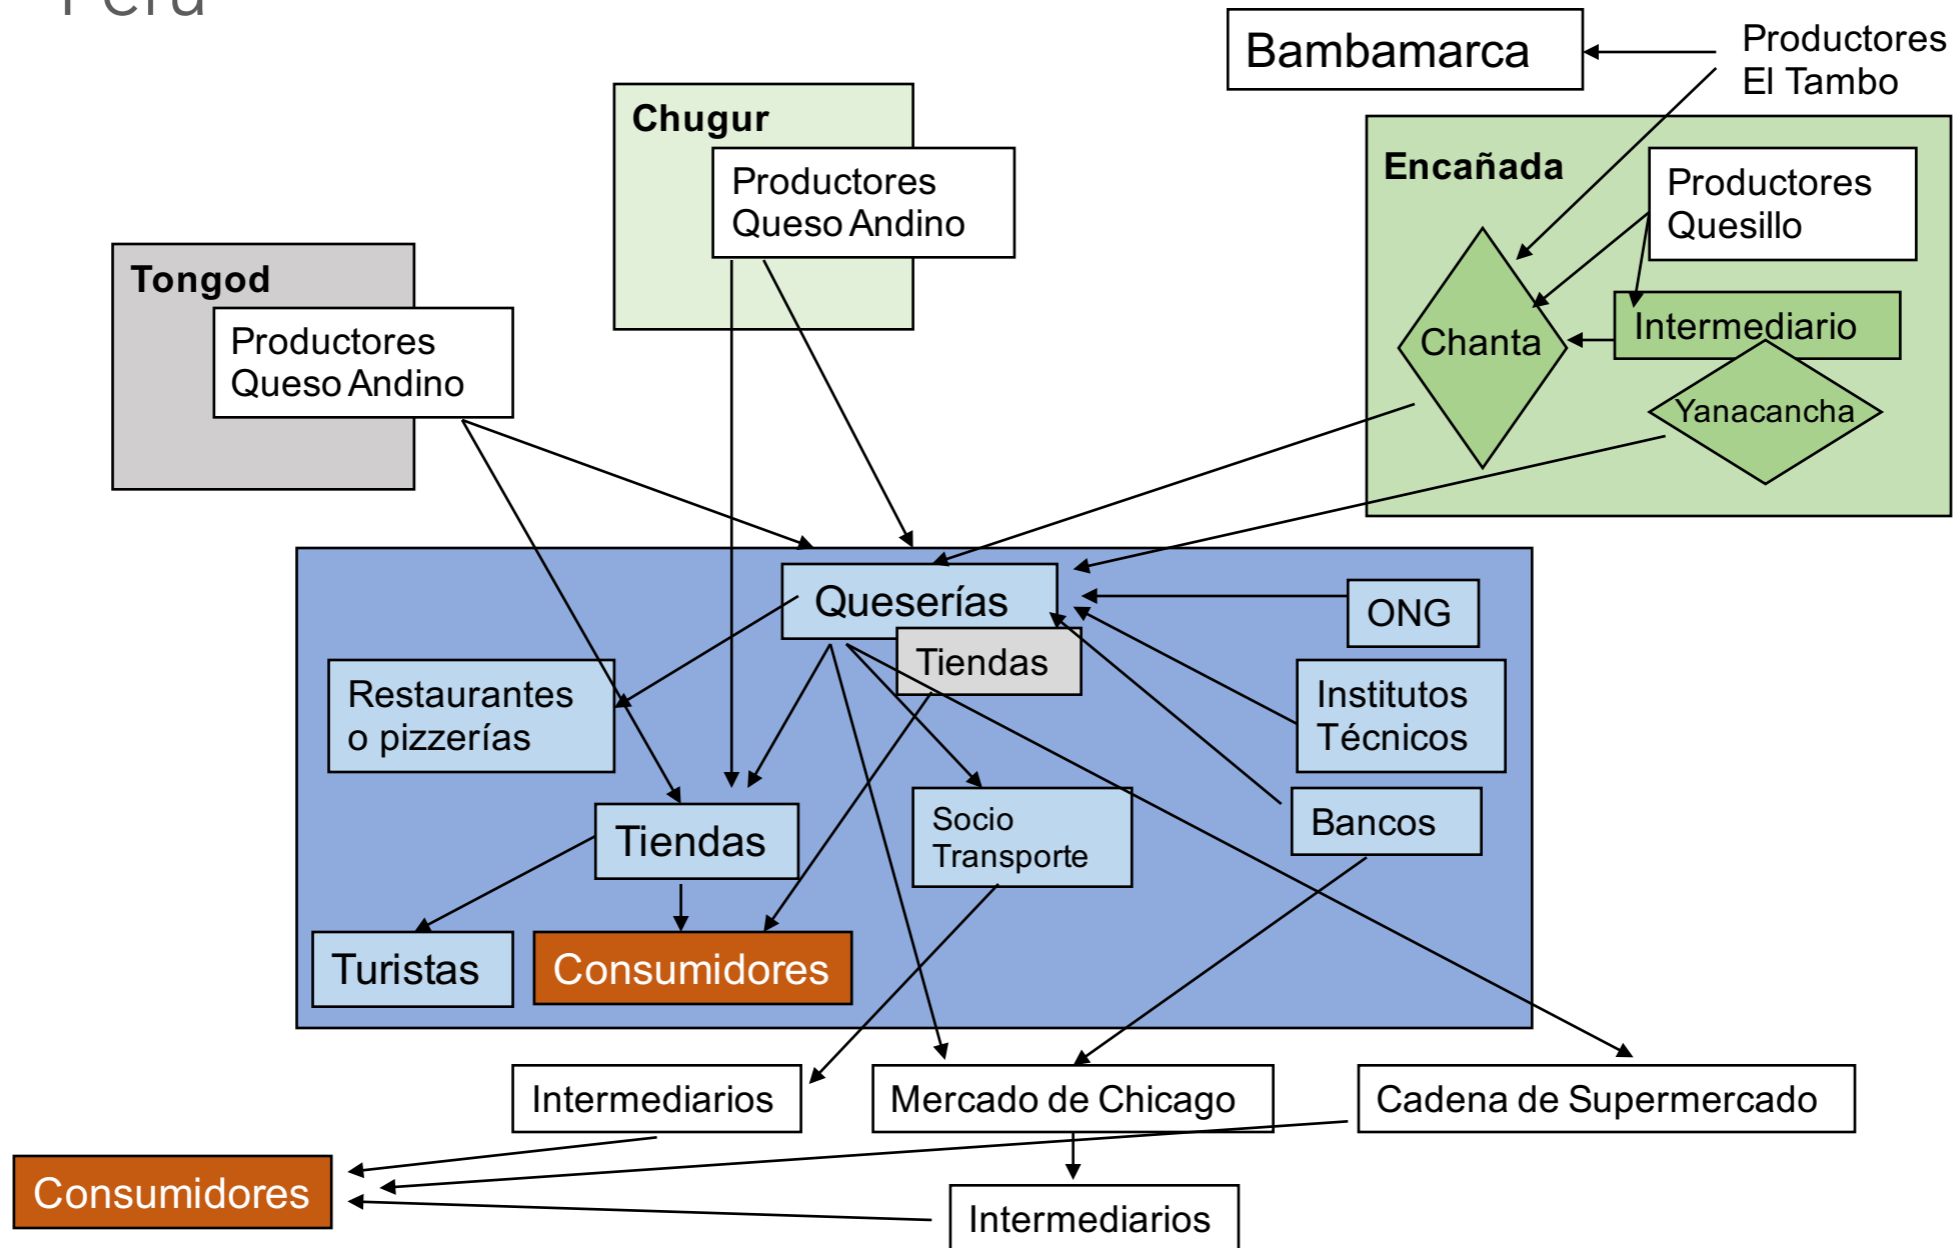 Perú
Bambamarca
Productores
El Tambo
Chugur
Productores
Queso Andino
Encañada
Productores
Quesillo
Tongod
Productores
Queso Andino
Intermediario
Chanta
Yanacancha
Queserías
ONG
Tiendas
Restaurantes
o pizzerías
Institutos
Técnicos
Tiendas
Socio
Transporte
Bancos
Turistas
Consumidores
Intermediarios
Mercado de Chicago
Cadena de Supermercado
Consumidores
Intermediarios